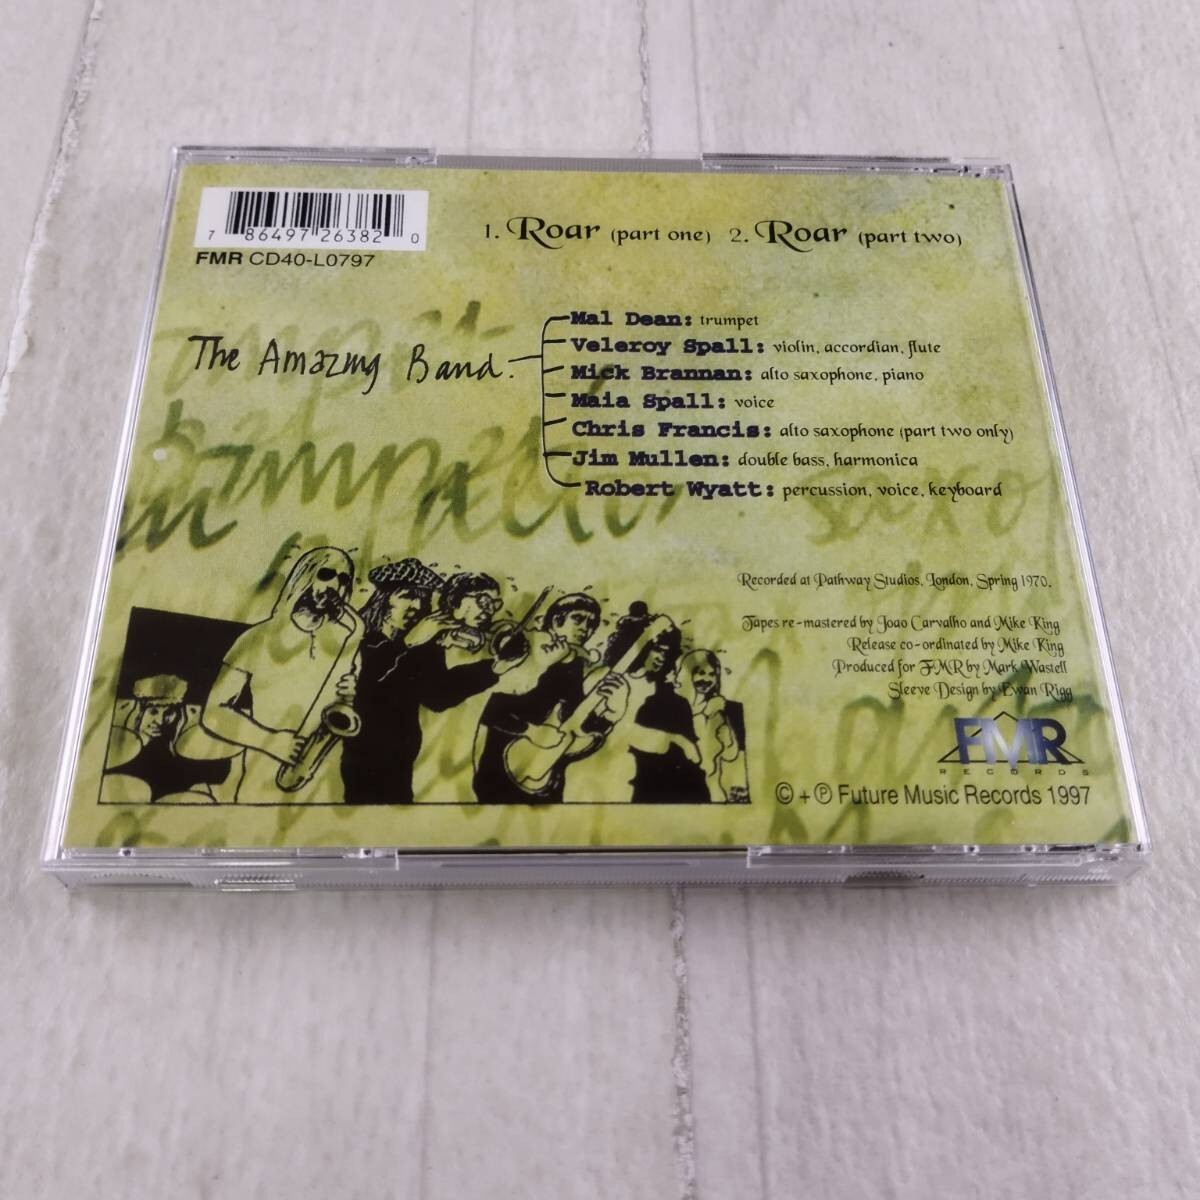 7 86497 26382 0
FMR CD40-L0797
1. Roar (part one) 2. Roar (part two)
The Amazing Band.
Mal Dean: trumpet
Veleroy Spall: violin, accordian, flute
Mick Brannan: alto saxophone, piano
Maia Spall: voice
Chris Francis: alto saxophone (part two only)
Jim Mullen: double bass, harmonica
Robert Wyatt: percussion, voice, keyboard
Recorded at Pathway Studios, London, Spring 1970.
Tapes re-mastered by Joao Carvalho and Mike King
Release co-ordinated by Mike King
Produced for FMR by Mark Wastell
Sleeve Design by Ewan Rigg
FMR
RECORDS
© + ℗ Future Music Records 1997